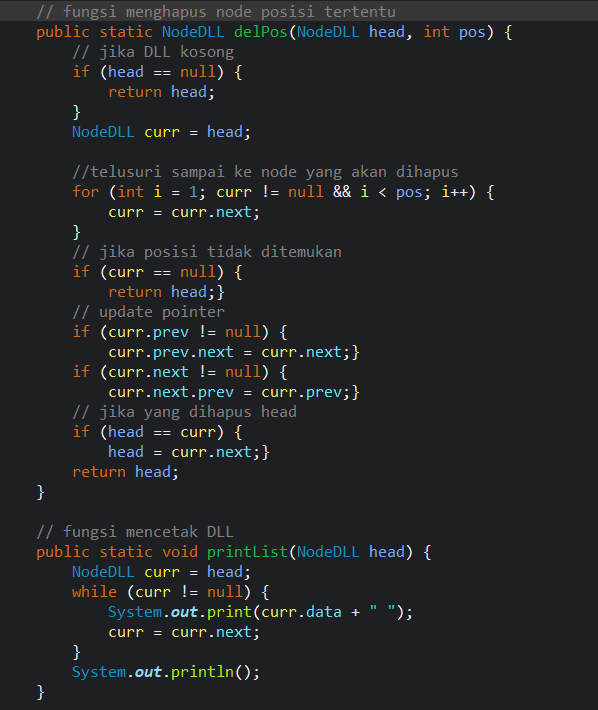 // fungsi menghapus node posisi tertentu
public static NodeDLL delPos(NodeDLL head, int pos) {
// jika DLL kosong
if (head == null) {
return head;
}
NodeDLL curr = head;
//telusuri sampai ke node yang akan dihapus
for (int i = 1; curr != null && i < pos; i++) {
curr = curr.next;
}
// jika posisi tidak ditemukan
if (curr == null) {
return head;}
// update pointer
if (curr.prev != null) {
curr.prev.next = curr.next;}
if (curr.next != null) {
curr.next.prev = curr.prev;}
// jika yang dihapus head
if (head == curr) {
head = curr.next;}
return head;
}
// fungsi mencetak DLL
public static void printList(NodeDLL head) {
NodeDLL curr = head;
while (curr != null) {
System.out.print(curr.data + " ");
curr = curr.next;
}
System.out.println();
}